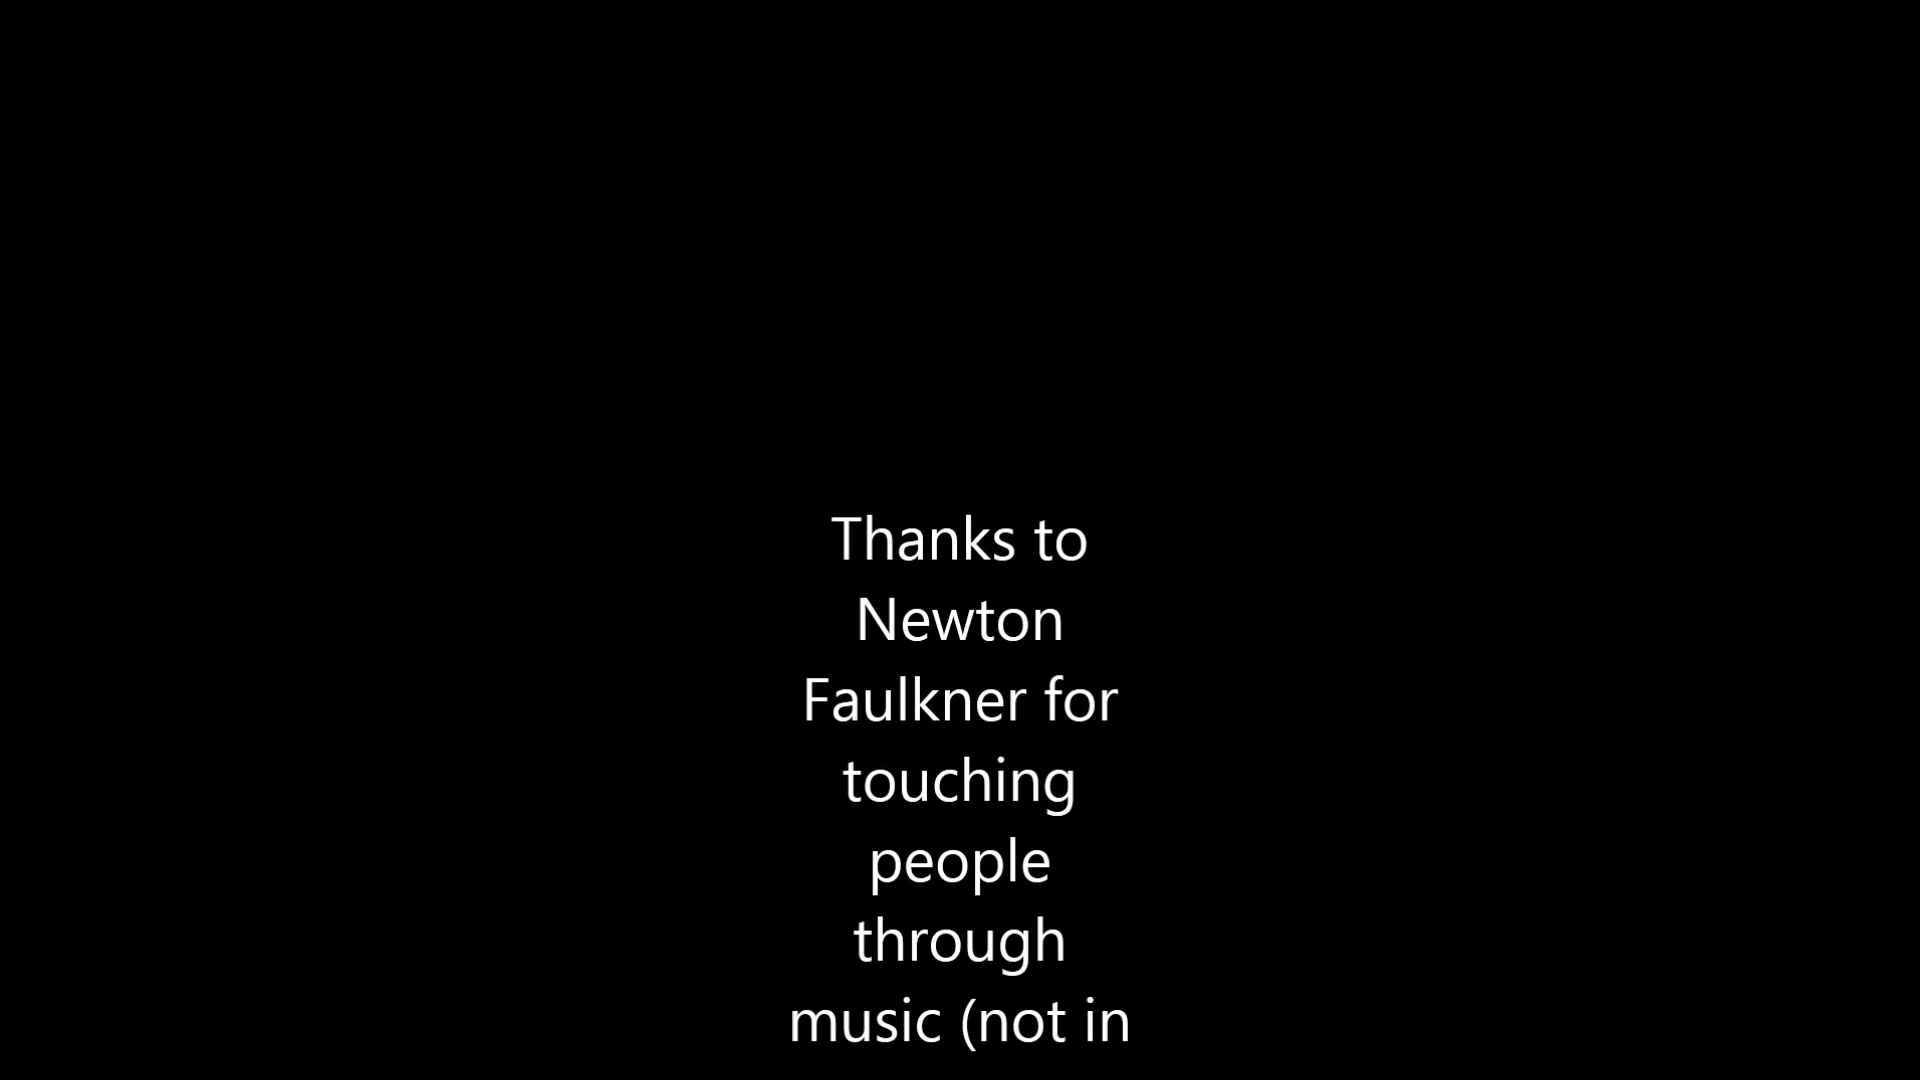 Thanks to
Newton
Faulkner for
touching
people
through
music (not in